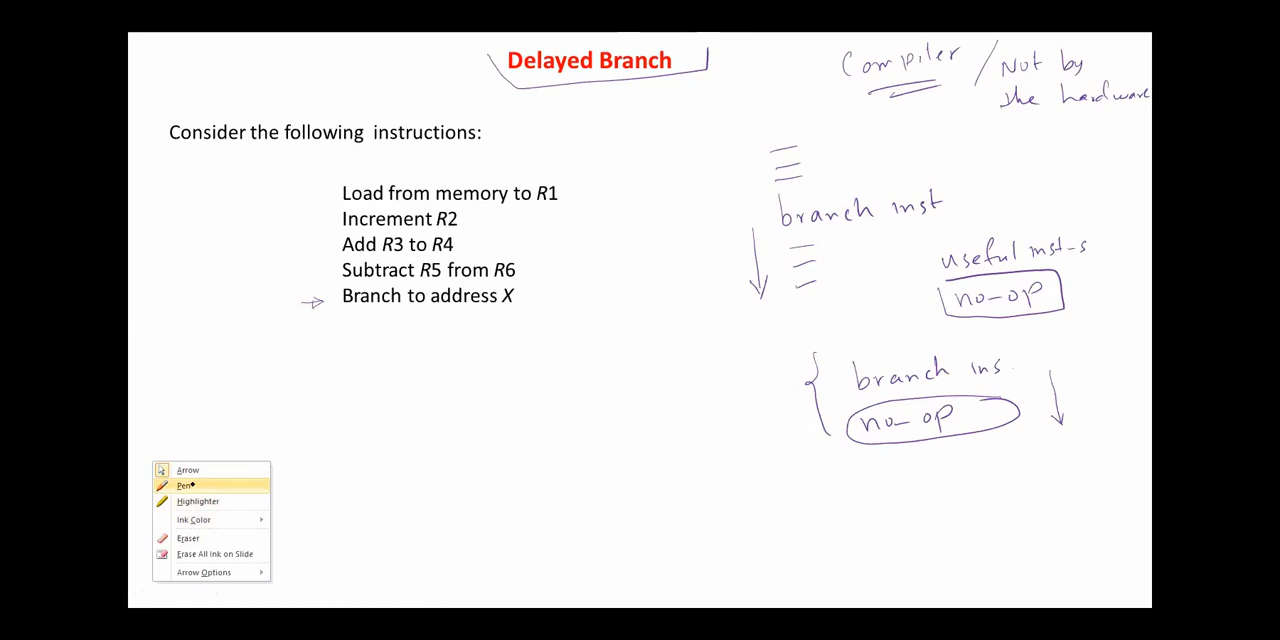 Delayed Branch
Compiler / Not by
the hardware
Consider the following instructions:
Load from memory to R1
Increment R2
Add R3 to R4
Subtract R5 from R6
Branch to address X
branch inst
useful inst-s
no-op
branch ins.
no-op
Arrow
Pen
Highlighter
Ink Color
Eraser
Erase All Ink on Slide
Arrow Options